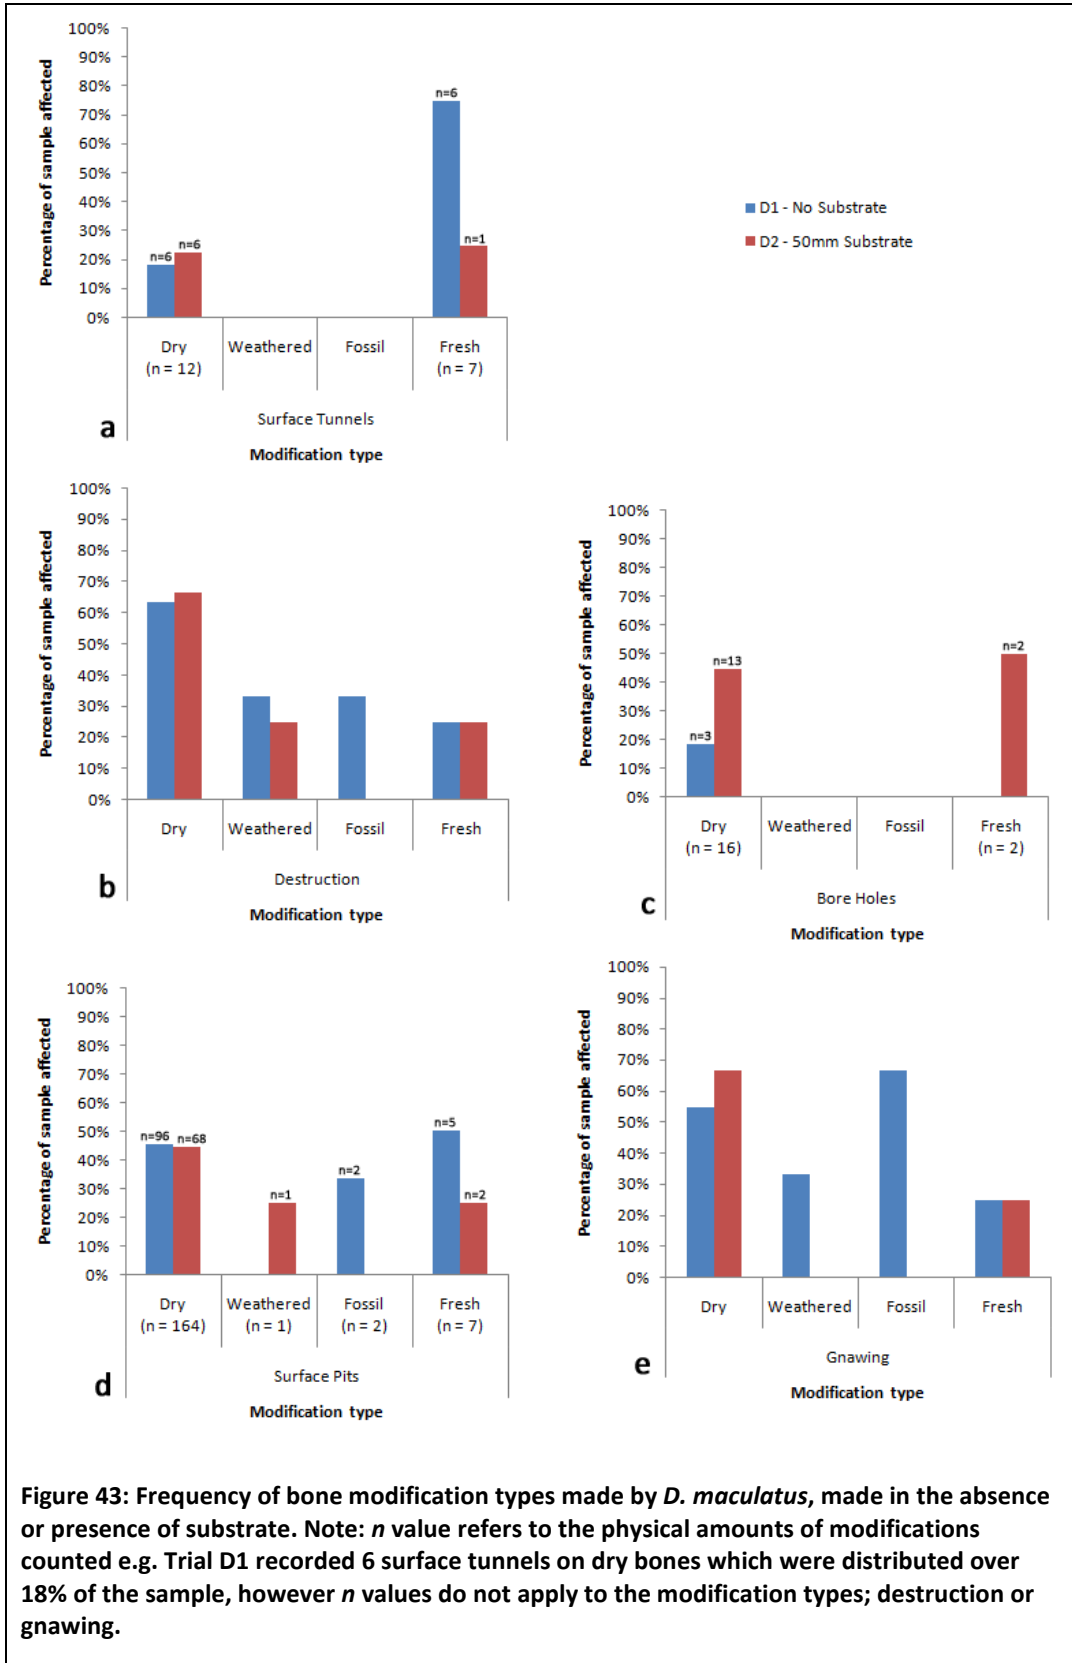 100%
90%
80%
70%
60%
50%
40%
30%
20%
10%
0%
Percentage of sample affected
n=6
n=6
n=6
n=1
Dry
(n = 12)
Weathered
Fossil
Fresh
(n = 7)
Surface Tunnels
a
Modification type
D1 - No Substrate
D2 - 50mm Substrate
100%
90%
80%
70%
60%
50%
40%
30%
20%
10%
0%
Percentage of sample affected
Dry
Weathered
Fossil
Fresh
Destruction
b
Modification type
100%
90%
80%
70%
60%
50%
40%
30%
20%
10%
0%
Percentage of sample affected
n=3
n=13
n=2
Dry
(n = 16)
Weathered
Fossil
Fresh
(n = 2)
Bore Holes
c
Modification type
100%
90%
80%
70%
60%
50%
40%
30%
20%
10%
0%
Percentage of sample affected
n=96
n=68
n=1
n=2
n=5
n=2
Dry
(n = 164)
Weathered
(n = 1)
Fossil
(n = 2)
Fresh
(n = 7)
Surface Pits
d
Modification type
100%
90%
80%
70%
60%
50%
40%
30%
20%
10%
0%
Percentage of sample affected
Dry
Weathered
Fossil
Fresh
Gnawing
e
Modification type
Figure 43: Frequency of bone modification types made by D. maculatus, made in the absence
or presence of substrate. Note: n value refers to the physical amounts of modifications
counted e.g. Trial D1 recorded 6 surface tunnels on dry bones which were distributed over
18% of the sample, however n values do not apply to the modification types; destruction or
gnawing.